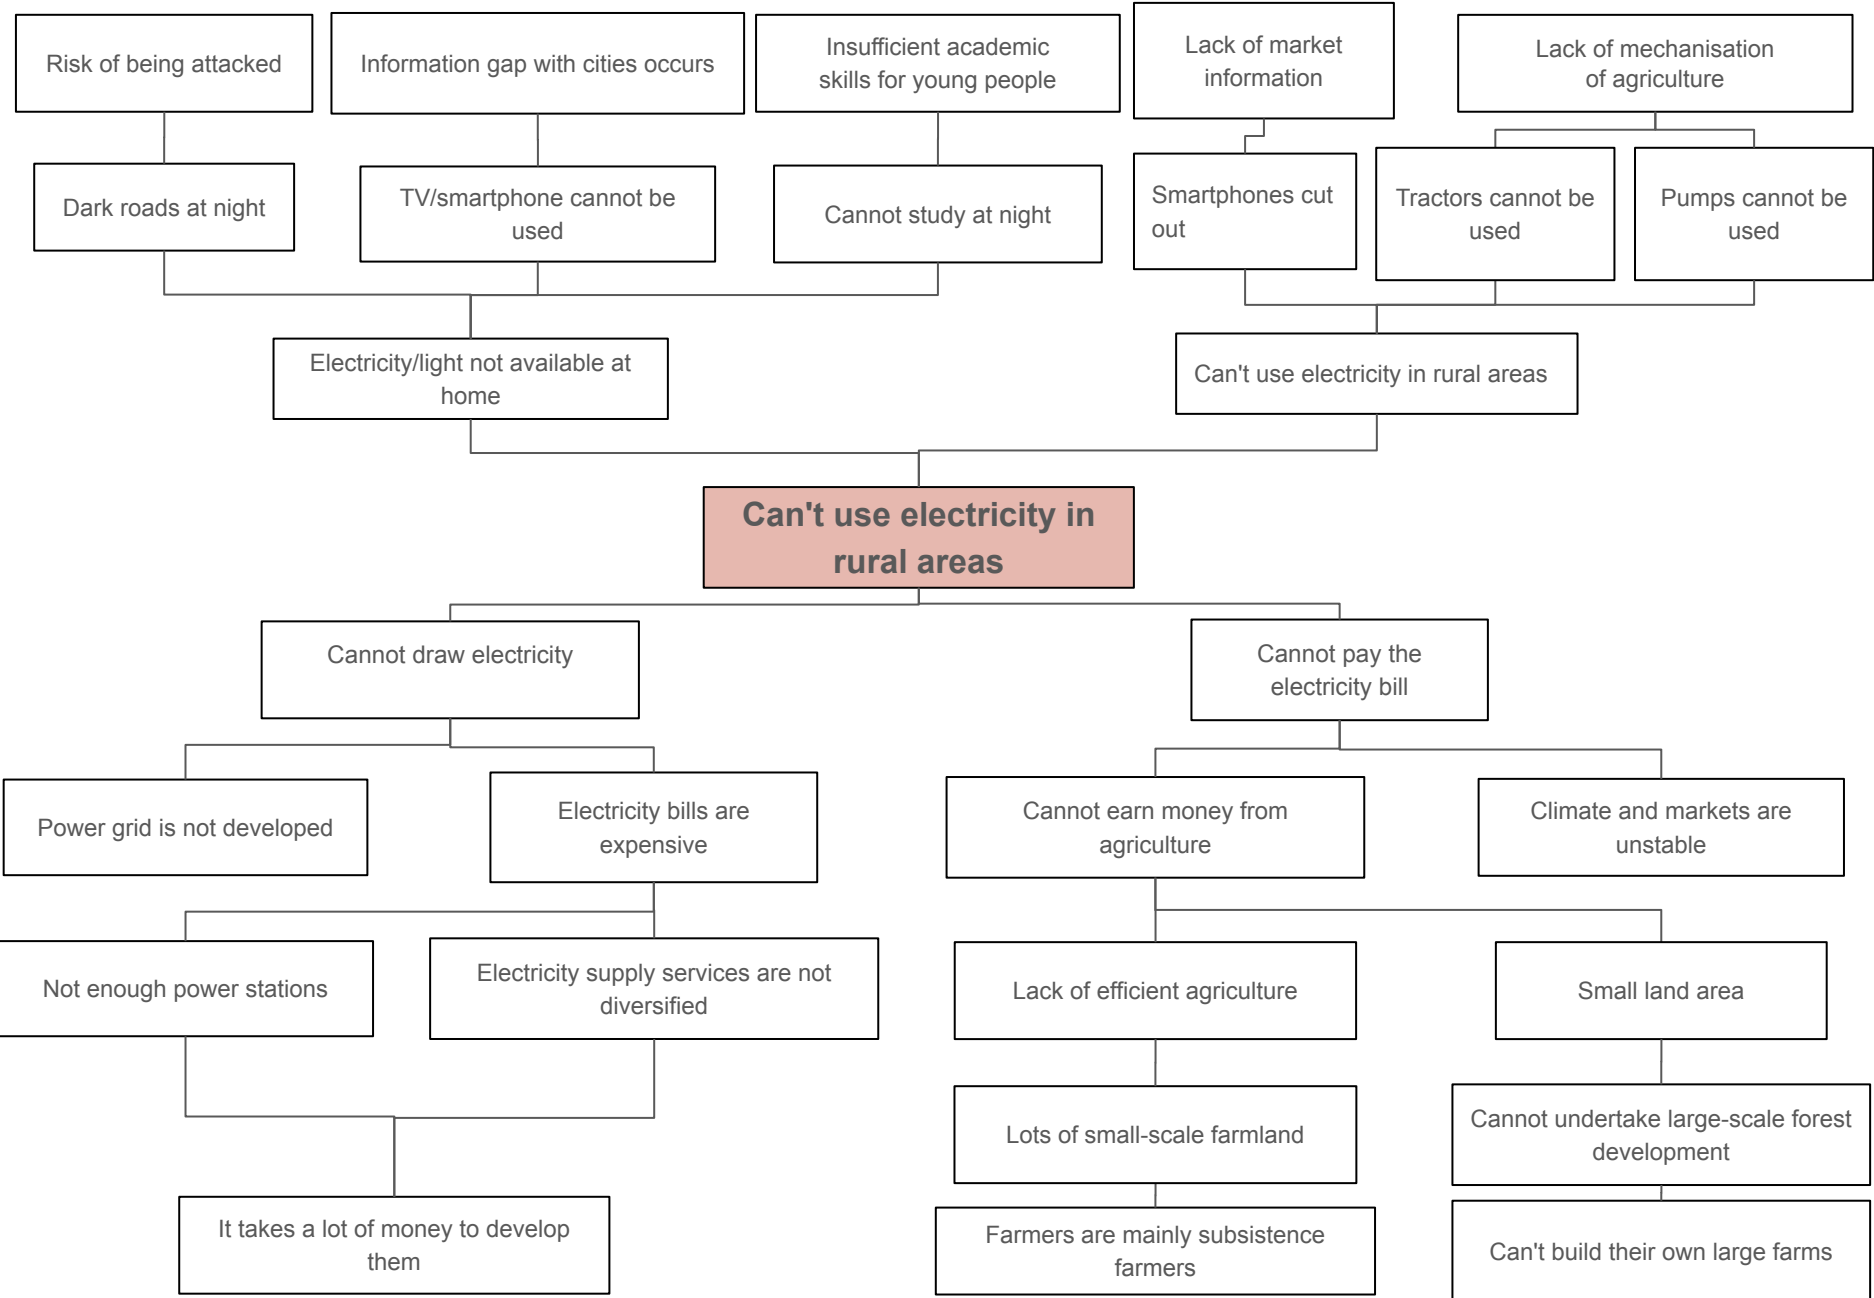 Risk of being attacked
Information gap with cities occurs
Insufficient academic
skills for young people
Lack of market
information
Lack of mechanisation
of agriculture
Dark roads at night
TV/smartphone cannot be
used
Cannot study at night
Smartphones cut
out
Tractors cannot be
used
Pumps cannot be
used
Electricity/light not available at
home
Can't use electricity in rural areas
Can't use electricity in
rural areas
Cannot draw electricity
Cannot pay the
electricity bill
Power grid is not developed
Electricity bills are
expensive
Cannot earn money from
agriculture
Climate and markets are
unstable
Not enough power stations
Electricity supply services are not
diversified
Lack of efficient agriculture
Small land area
Lots of small-scale farmland
Cannot undertake large-scale forest
development
It takes a lot of money to develop
them
Farmers are mainly subsistence
farmers
Can't build their own large farms